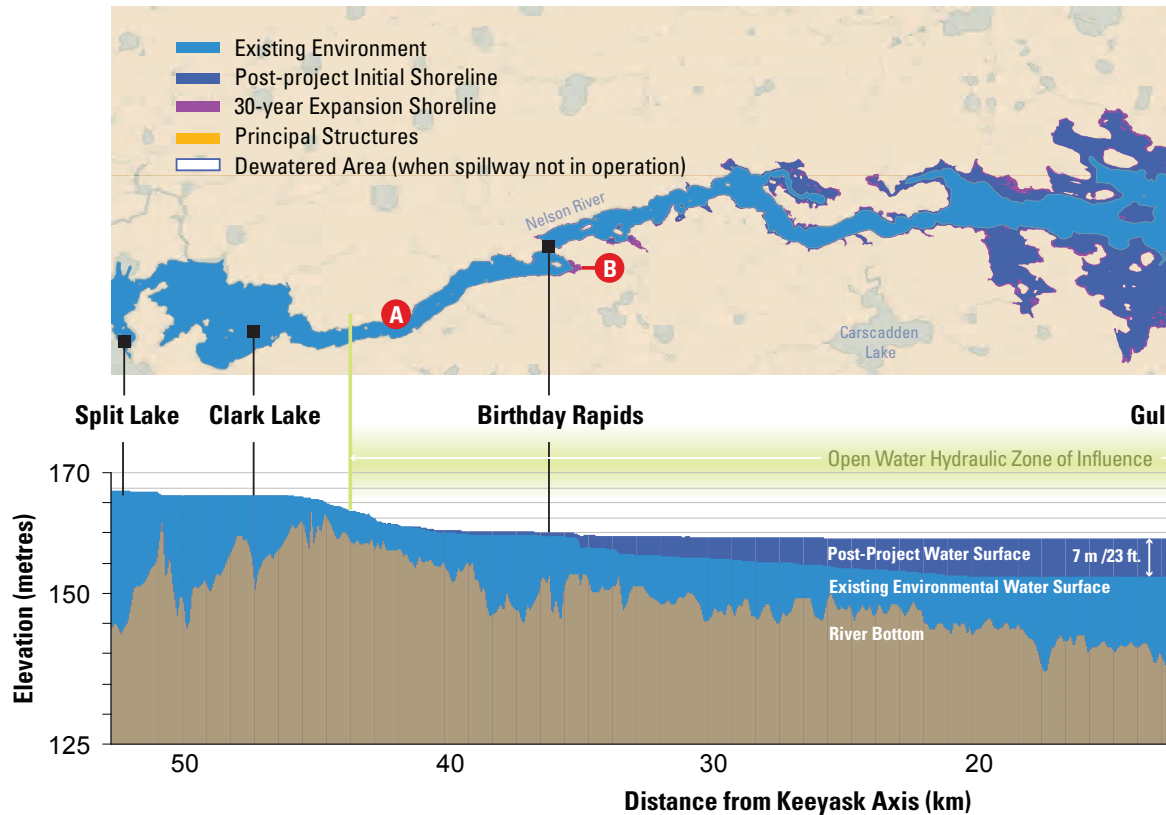 Existing Environment
Post-project Initial Shoreline
30-year Expansion Shoreline
Principal Structures
Dewatered Area (when spillway not in operation)
Nelson River
B
A
Carscadden
Lake
Split Lake
Clark Lake
Birthday Rapids
Gul
Open Water Hydraulic Zone of Influence
170
150
125
Elevation (metres)
Post-Project Water Surface
7 m /23 ft.
Existing Environmental Water Surface
River Bottom
50
40
30
20
Distance from Keeyask Axis (km)